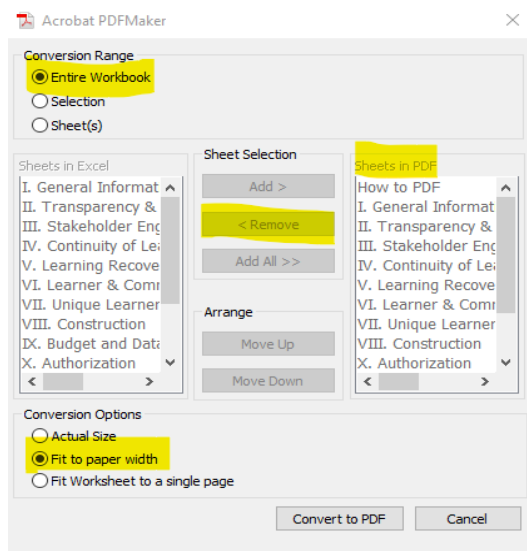 Acrobat PDFMaker
Conversion Range
Entire Workbook
Selection
Sheet(s)
Sheets in Excel
I. General Informat
II. Transparency &
III. Stakeholder Eng
IV. Continuity of Lea
V. Learning Recove
VI. Learner & Comm
VII. Unique Learner
VIII. Construction
IX. Budget and Data
X. Authorization
Sheet Selection
Add >
< Remove
Add All >>
Arrange
Move Up
Move Down
Sheets in PDF
How to PDF
I. General Informat
II. Transparency &
III. Stakeholder Eng
IV. Continuity of Lea
V. Learning Recove
VI. Learner & Comm
VII. Unique Learner
VIII. Construction
X. Authorization
Conversion Options
Actual Size
Fit to paper width
Fit Worksheet to a single page
Convert to PDF
Cancel